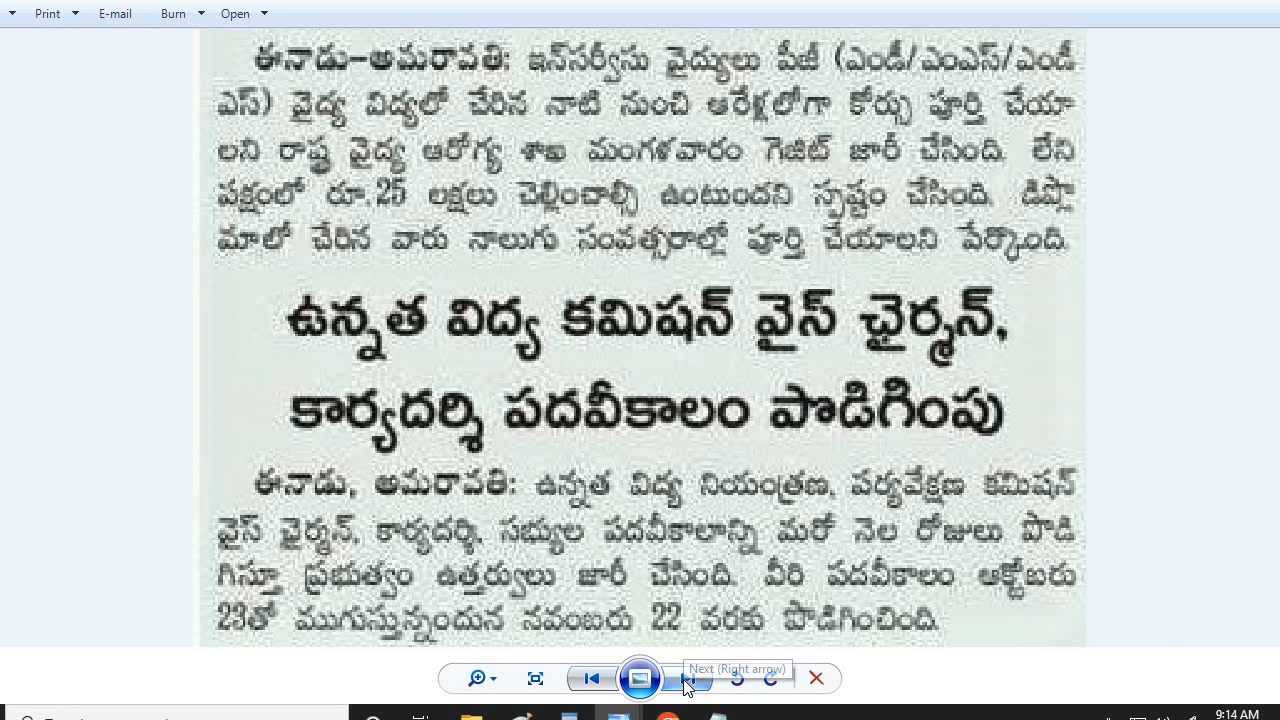 Print E-mail Burn Open
ఈనాడు-అమరావతి: ఇన్‌సర్వీసు వైద్యులు పీజీ (ఎండీ/ఎంఎస్/ఎండీ
ఎస్) వైద్య విద్యలో చేరిన నాటి నుంచి ఆరేళ్లలోగా కోర్సు పూర్తి చేయా
లని రాష్ట్ర వైద్య ఆరోగ్య శాఖ మంగళవారం గెజిట్ జారీ చేసింది. లేని
పక్షంలో రూ.25 లక్షలు చెల్లించాల్సి ఉంటుందని స్పష్టం చేసింది. డిప్లొ
మాలో చేరిన వారు నాలుగు సంవత్సరాల్లో పూర్తి చేయాలని పేర్కొంది.
ఉన్నత విద్య కమిషన్ వైస్ ఛైర్మన్,
కార్యదర్శి పదవీకాలం పొడిగింపు
ఈనాడు, అమరావతి: ఉన్నత విద్య నియంత్రణ, పర్యవేక్షణ కమిషన్
వైస్ ఛైర్మన్, కార్యదర్శి, సభ్యుల పదవీకాలాన్ని మరో నెల రోజులు పొడి
గిస్తూ ప్రభుత్వం ఉత్తర్వులు జారీ చేసింది. వీరి పదవీకాలం ఆక్టోబరు
23తో ముగుస్తున్నందున నవంబరు 22 వరకు పొడిగించింది.
Next (Right arrow)
9:14 AM